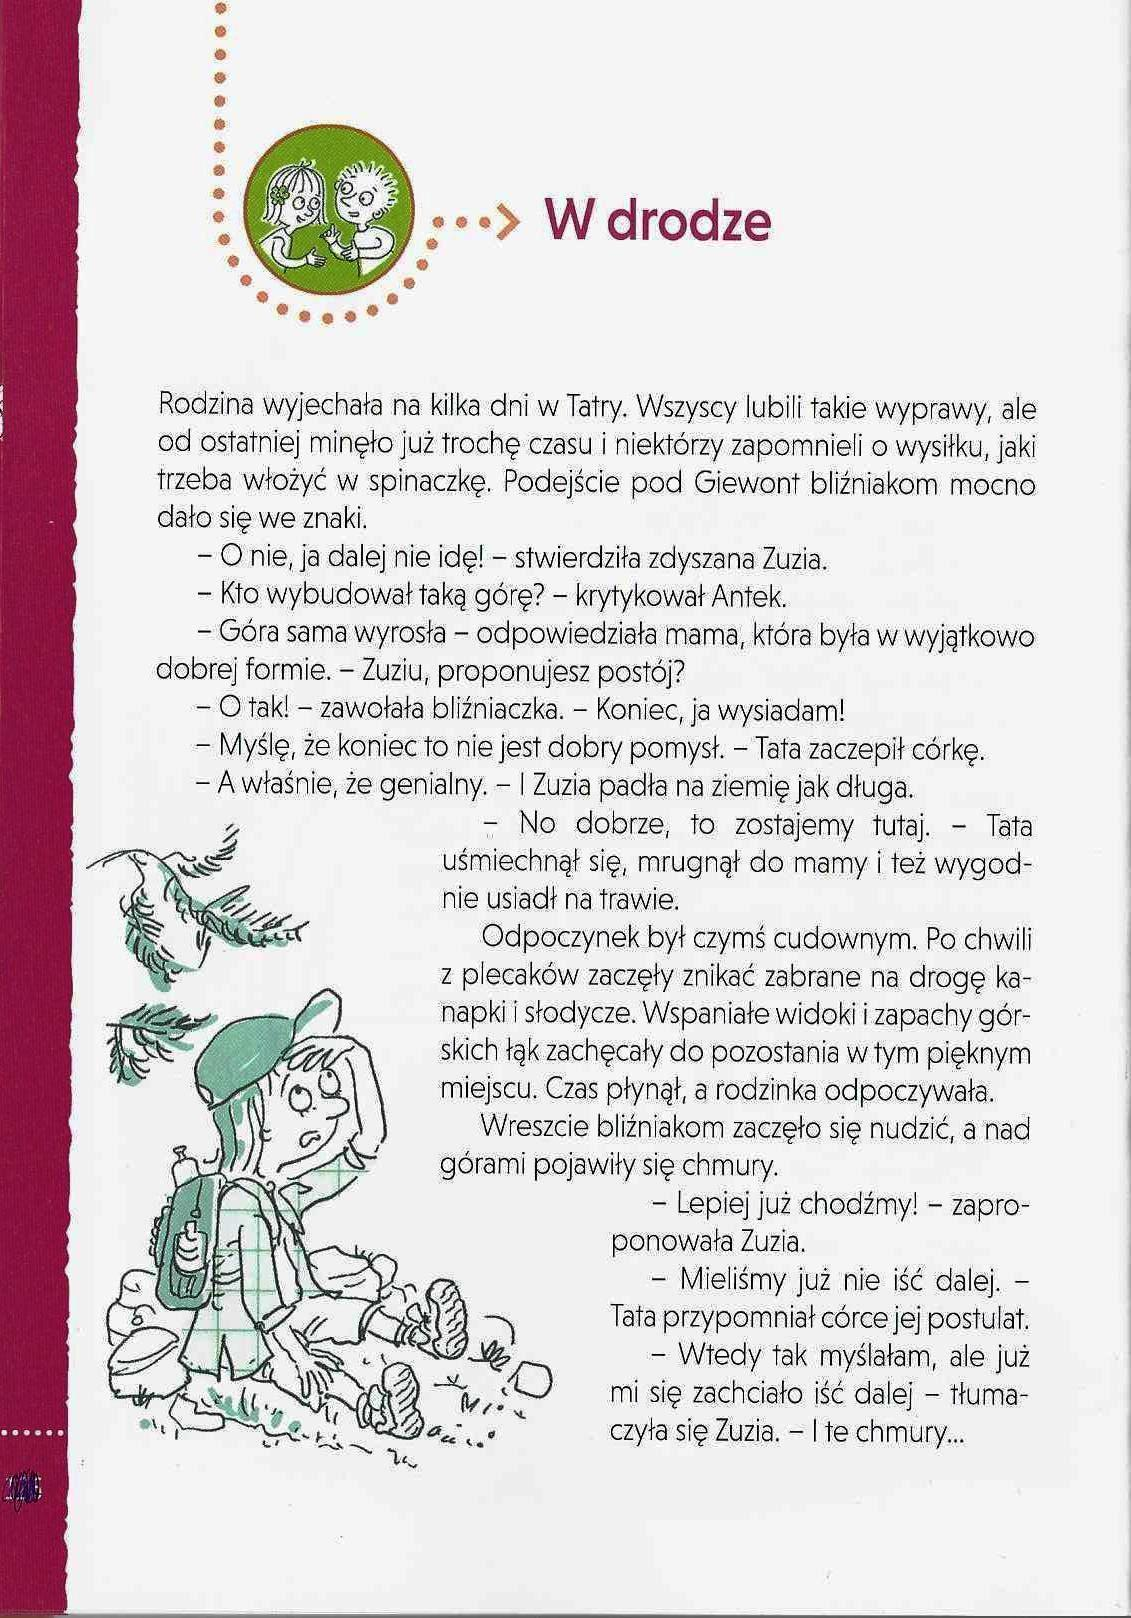 W drodze
Rodzina wyjechała na kilka dni w Tatry. Wszyscy lubili takie wyprawy, ale
od ostatniej minęło już trochę czasu i niektórzy zapomnieli o wysiłku, jaki
trzeba włożyć w spinaczkę. Podejście pod Giewont bliźniakom mocno
dało się we znaki.
– O nie, ja dalej nie idę! – stwierdziła zdyszana Zuzia.
– Kto wybudował taką górę? – krytykował Antek.
– Góra sama wyrosła – odpowiedziała mama, która była w wyjątkowo
dobrej formie. – Zuziu, proponujesz postój?
– O tak! – zawołała bliźniaczka. – Koniec, ja wysiadam!
– Myślę, że koniec to nie jest dobry pomysł. – Tata zaczepił córkę.
– A właśnie, że genialny. – I Zuzia padła na ziemię jak długa.
– No dobrze, to zostajemy tutaj. – Tata
uśmiechnął się, mrugnął do mamy i też wygod-
nie usiadł na trawie.
Odpoczynek był czymś cudownym. Po chwili
z plecaków zaczęły znikać zabrane na drogę ka-
napki i słodycze. Wspaniałe widoki i zapachy gór-
skich łąk zachęcały do pozostania w tym pięknym
miejscu. Czas płynął, a rodzinka odpoczywała.
Wreszcie bliźniakom zaczęło się nudzić, a nad
górami pojawiły się chmury.
– Lepiej już chodźmy! – zapro-
ponowała Zuzia.
– Mieliśmy już nie iść dalej. –
Tata przypomniał córce jej postulat.
– Wtedy tak myślałam, ale już
mi się zachciało iść dalej – tłuma-
czyła się Zuzia. – I te chmury...